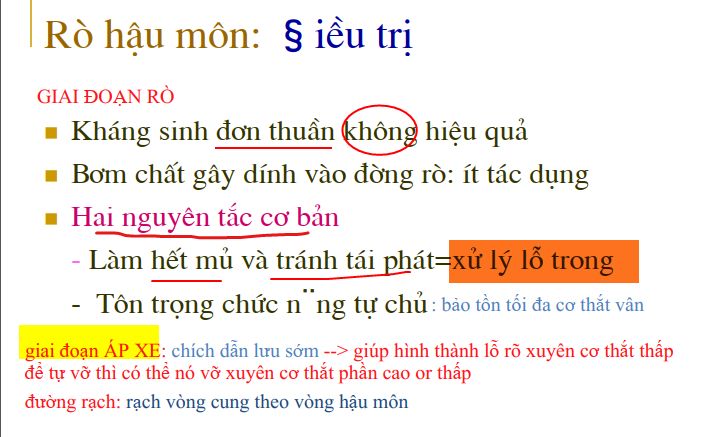 Rò hậu môn: § iều trị
GIAI ĐOẠN RÒ
Kháng sinh đơn thuần không hiệu quả
Bơm chất gây dính vào đờng rò: ít tác dụng
Hai nguyên tắc cơ bản
- Làm hết mủ và tránh tái phát=xử lý lỗ trong
- Tôn trọng chức n¨ng tự chủ : bảo tồn tối đa cơ thắt vân
giai đoạn ÁP XE: chích dẫn lưu sớm --> giúp hình thành lỗ rõ xuyên cơ thắt thấp
để tự vỡ thì có thể nó vỡ xuyên cơ thắt phần cao or thấp
đường rạch: rạch vòng cung theo vòng hậu môn